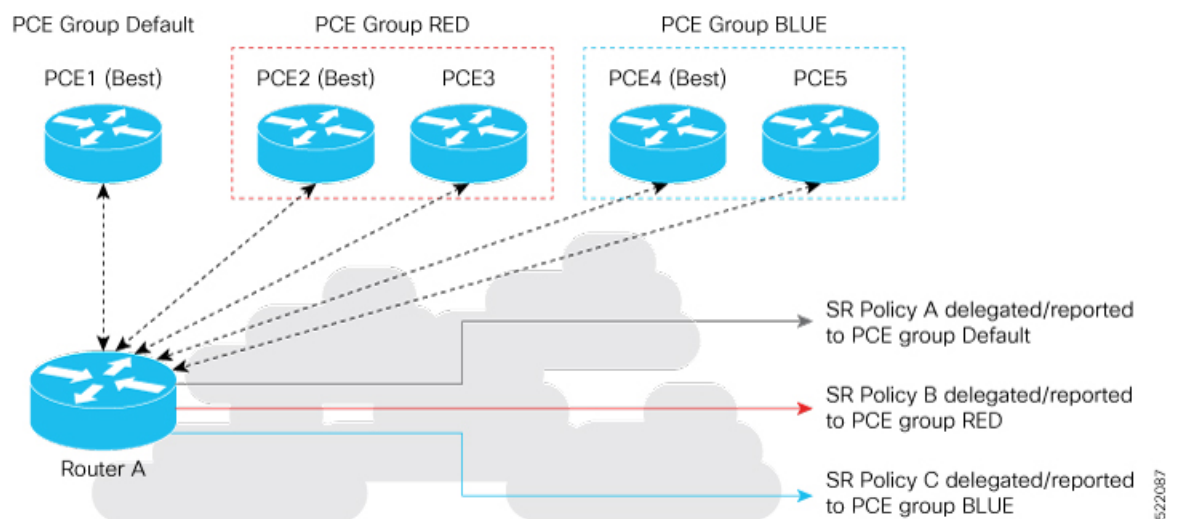 PCE Group Default
PCE Group RED
PCE Group BLUE
PCE1 (Best)
PCE2 (Best)
PCE3
PCE4 (Best)
PCE5
SR Policy A delegated/reported
to PCE group Default
SR Policy B delegated/reported
to PCE group RED
Router A
SR Policy C delegated/reported
to PCE group BLUE
522087